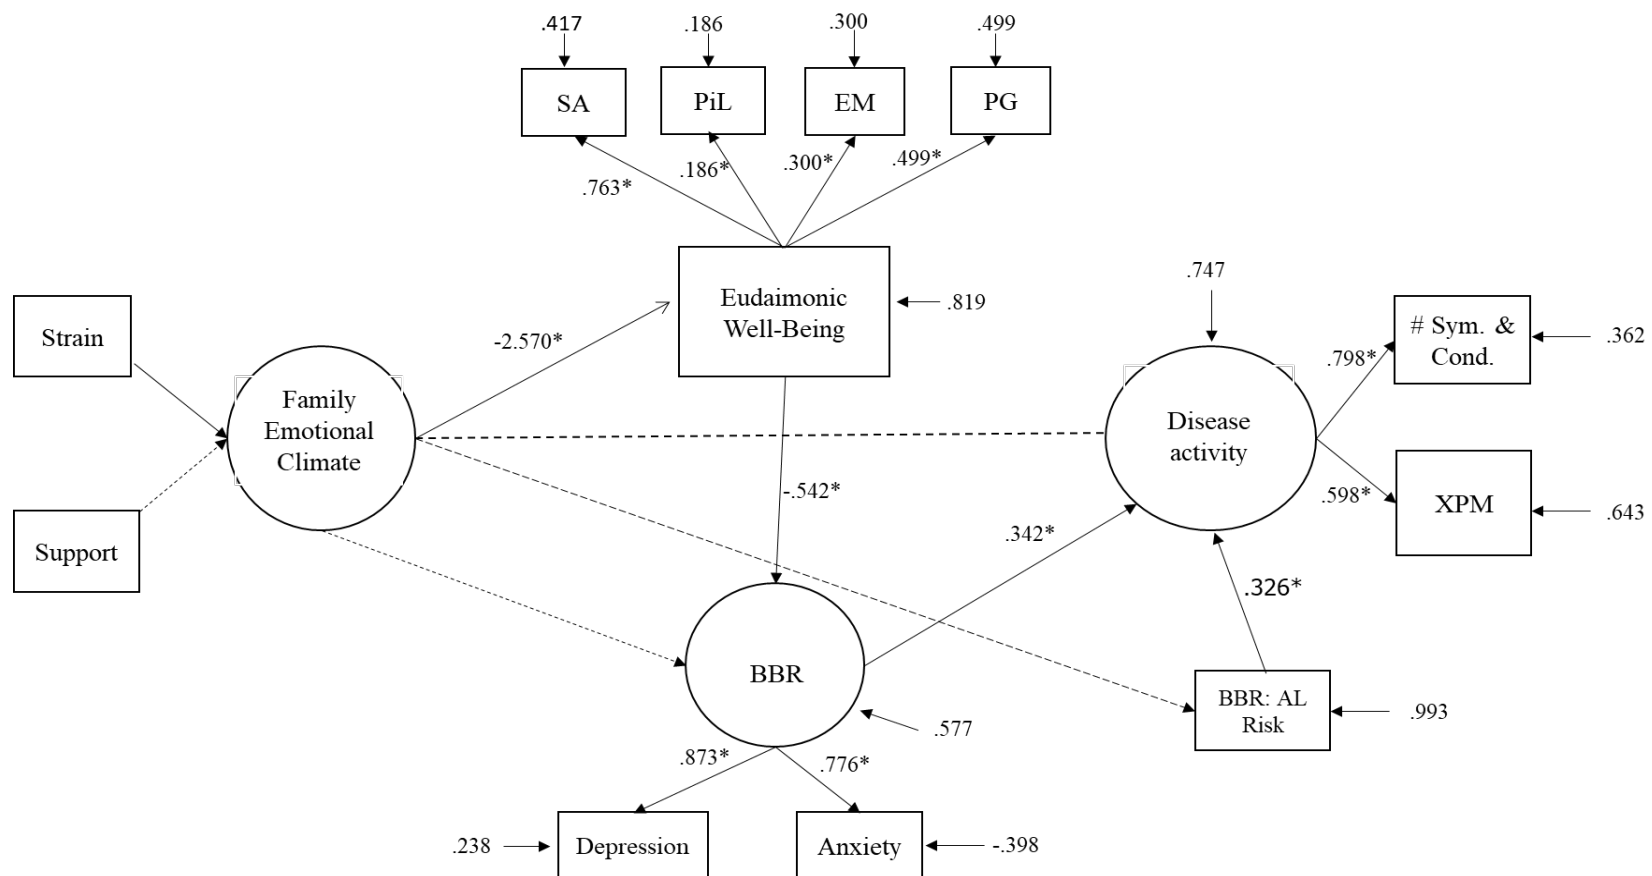 .417
.186
.300
.499
SA
PiL
EM
PG
.763*
.186*
.300*
.499*
Eudaimonic
Well-Being
.819
Strain
Support
Family
Emotional
Climate
-2.570*
-.542*
.747
Disease
activity
.798*
# Sym. &
Cond.
.362
.598*
XPM
.643
.342*
.326*
BBR
.577
BBR: AL
Risk
.993
.873*
.776*
.238
Depression
Anxiety
-.398